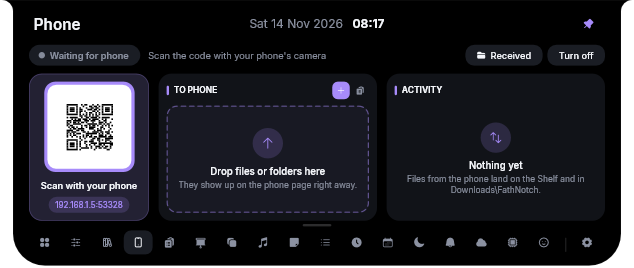 Phone
Sat 14 Nov 2026 08:17
Waiting for phone
Scan the code with your phone's camera
Received
Turn off
Scan with your phone
192.168.1.5:53328
TO PHONE
Drop files or folders here
They show up on the phone page right away.
ACTIVITY
Nothing yet
Files from the phone land on the Shelf and in
Downloads\FathNotch.